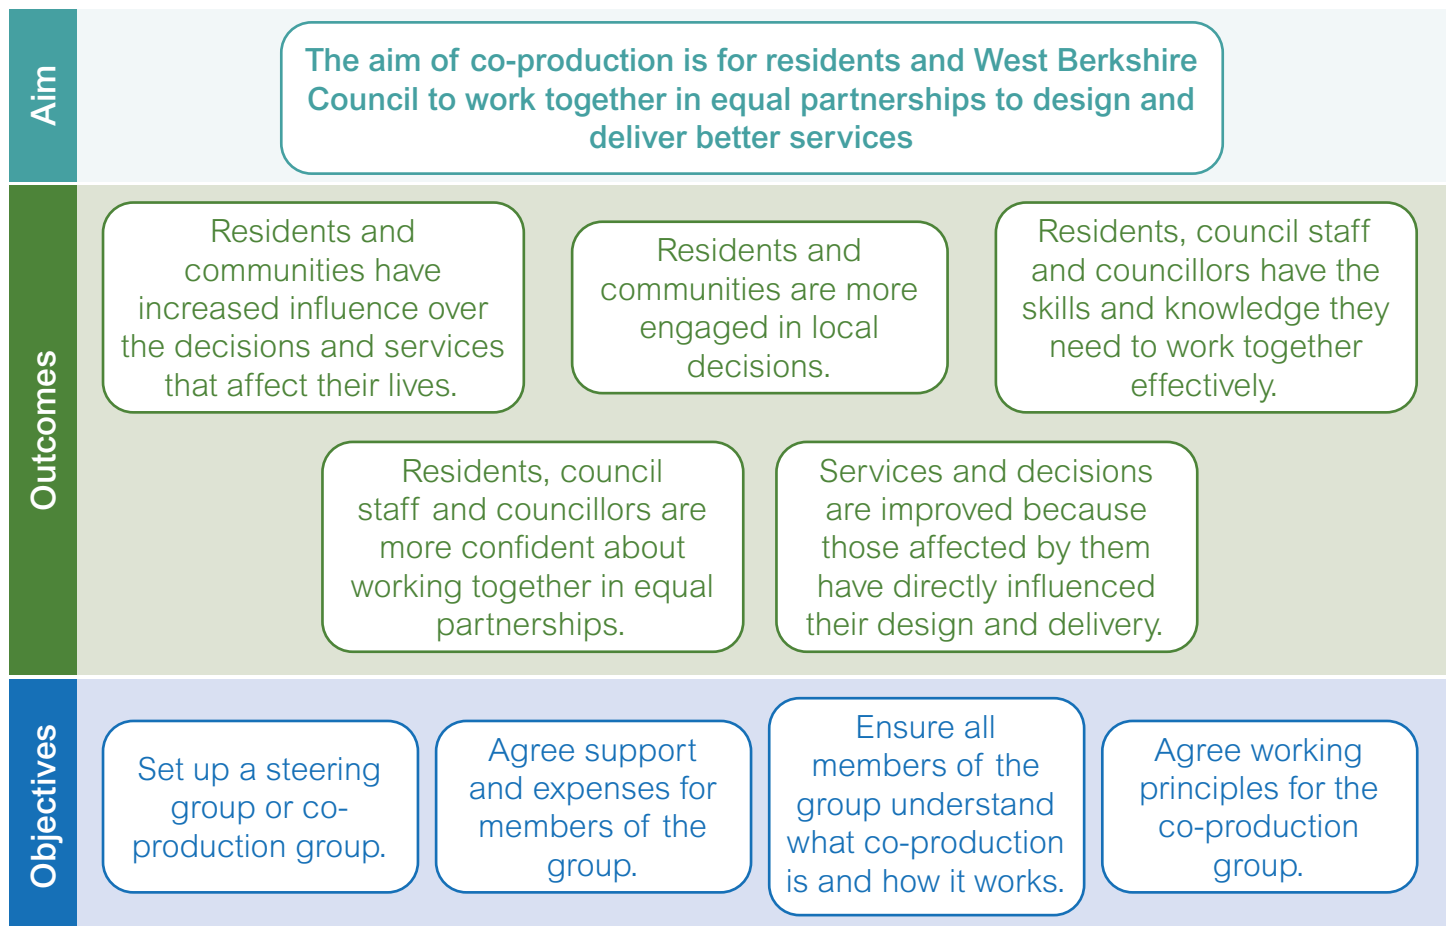 Aim
The aim of co-production is for residents and West Berkshire
Council to work together in equal partnerships to design and
deliver better services
Outcomes
Residents and
communities have
increased influence over
the decisions and services
that affect their lives.
Residents and
communities are more
engaged in local
decisions.
Residents, council staff
and councillors have the
skills and knowledge they
need to work together
effectively.
Residents, council
staff and councillors are
more confident about
working together in equal
partnerships.
Services and decisions
are improved because
those affected by them
have directly influenced
their design and delivery.
Objectives
Set up a steering
group or co-
production group.
Agree support
and expenses for
members of the
group.
Ensure all
members of the
group understand
what co-production
is and how it works.
Agree working
principles for the
co-production
group.